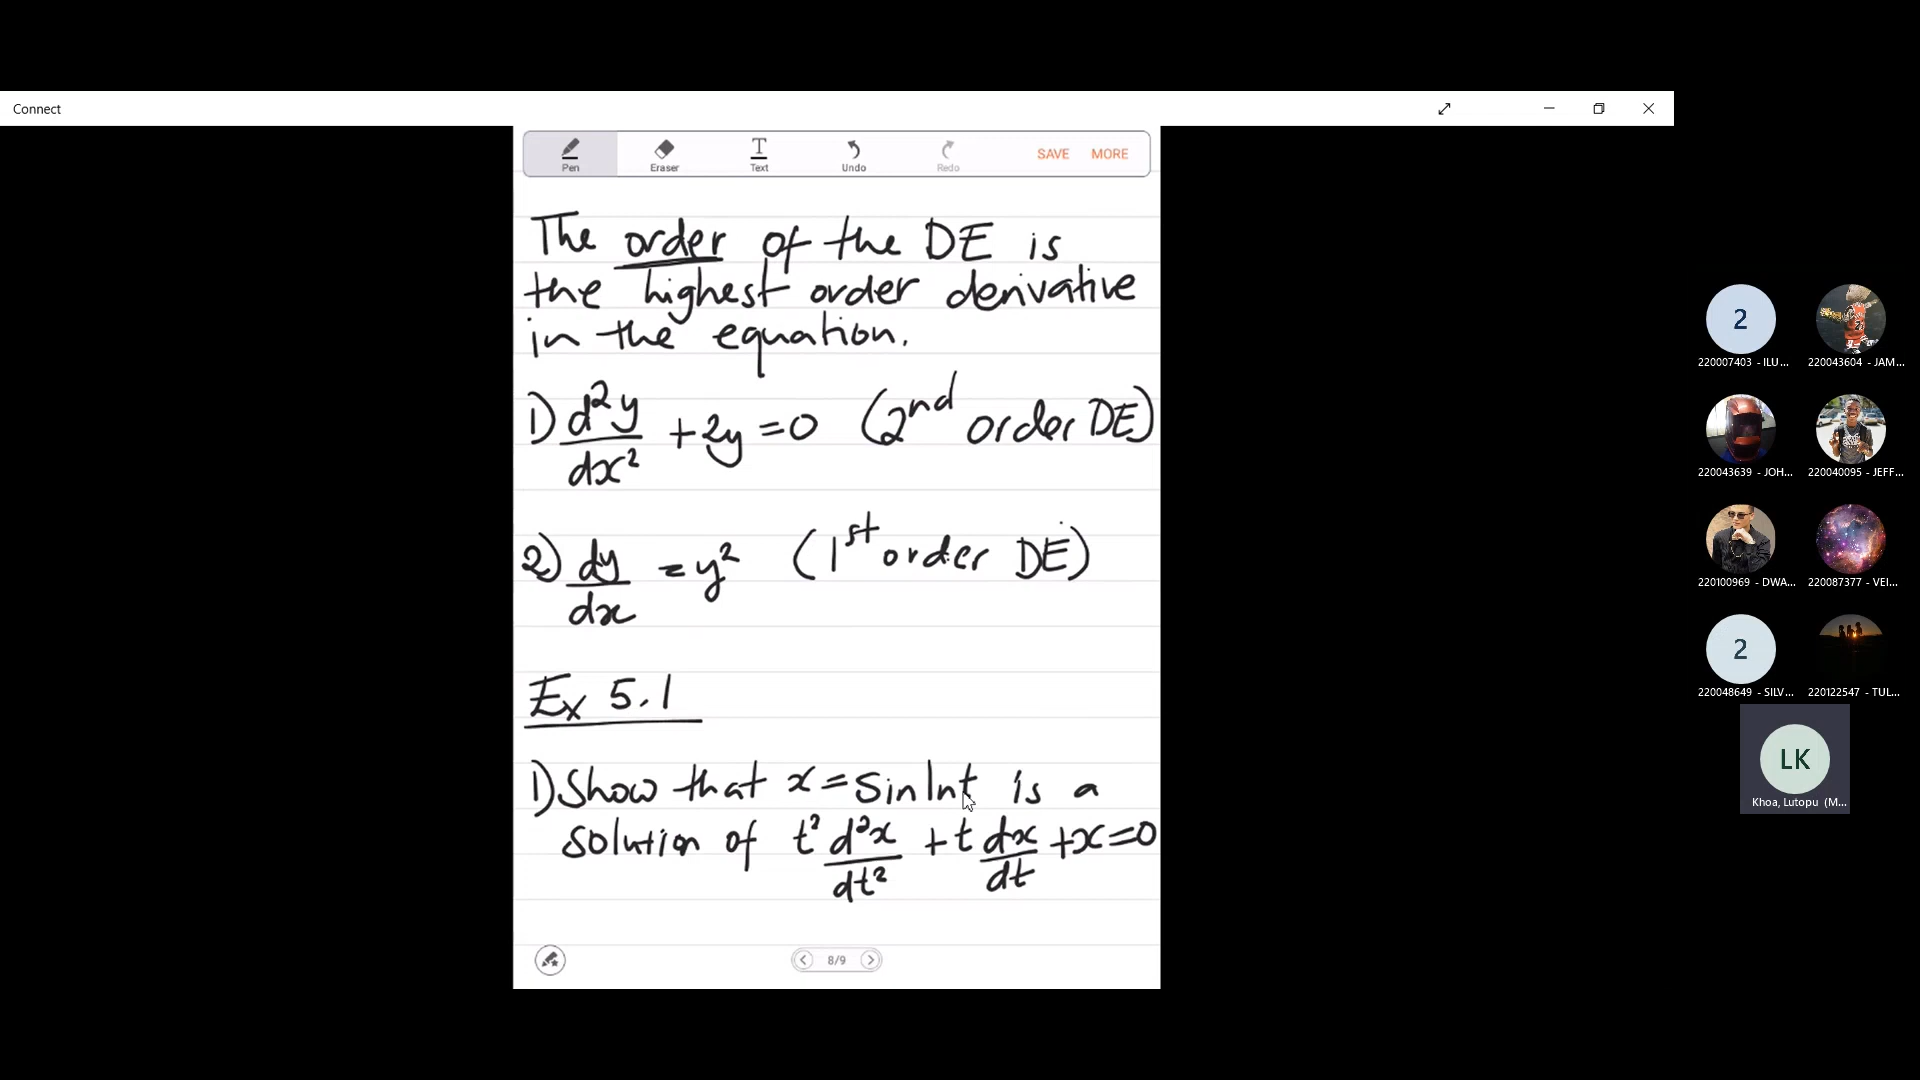 Connect
Pen Eraser Text Undo Redo SAVE MORE
The order of the DE is
the highest order derivative
in the equation.
1) d²y/dx² + 2y = 0 (2nd order DE)
2) dy/dx = y² (1st order DE)
Ex 5.1
1) Show that x = Sin lnt is a
solution of t² d²x/dt² + t dx/dt + x = 0
8/9
2
220007403 - ILU...
220043604 - JAM...
220043639 - JOH...
220040095 - JEFF...
220100969 - DWA...
220087377 - VEI...
2
220048649 - SILV...
220122547 - TUL...
LK
Khoa, Lutopu (M...